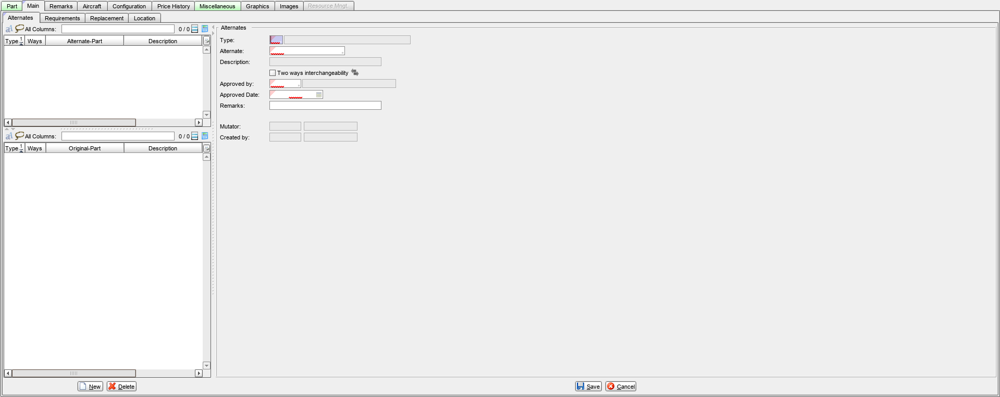 Part Main Remarks Aircraft Configuration Price History Miscellaneous Graphics Images Resource Mngt.
Alternates Requirements Replacement Location
aA All Columns: 0 / 0
Type 1 Ways Alternate-Part Description
aA All Columns: 0 / 0
Type 1 Ways Original-Part Description
New Delete
Alternates
Type:
Alternate:
Description:
Two ways interchangeability
Approved by:
Approved Date:
Remarks:
Mutator:
Created by:
Save Cancel